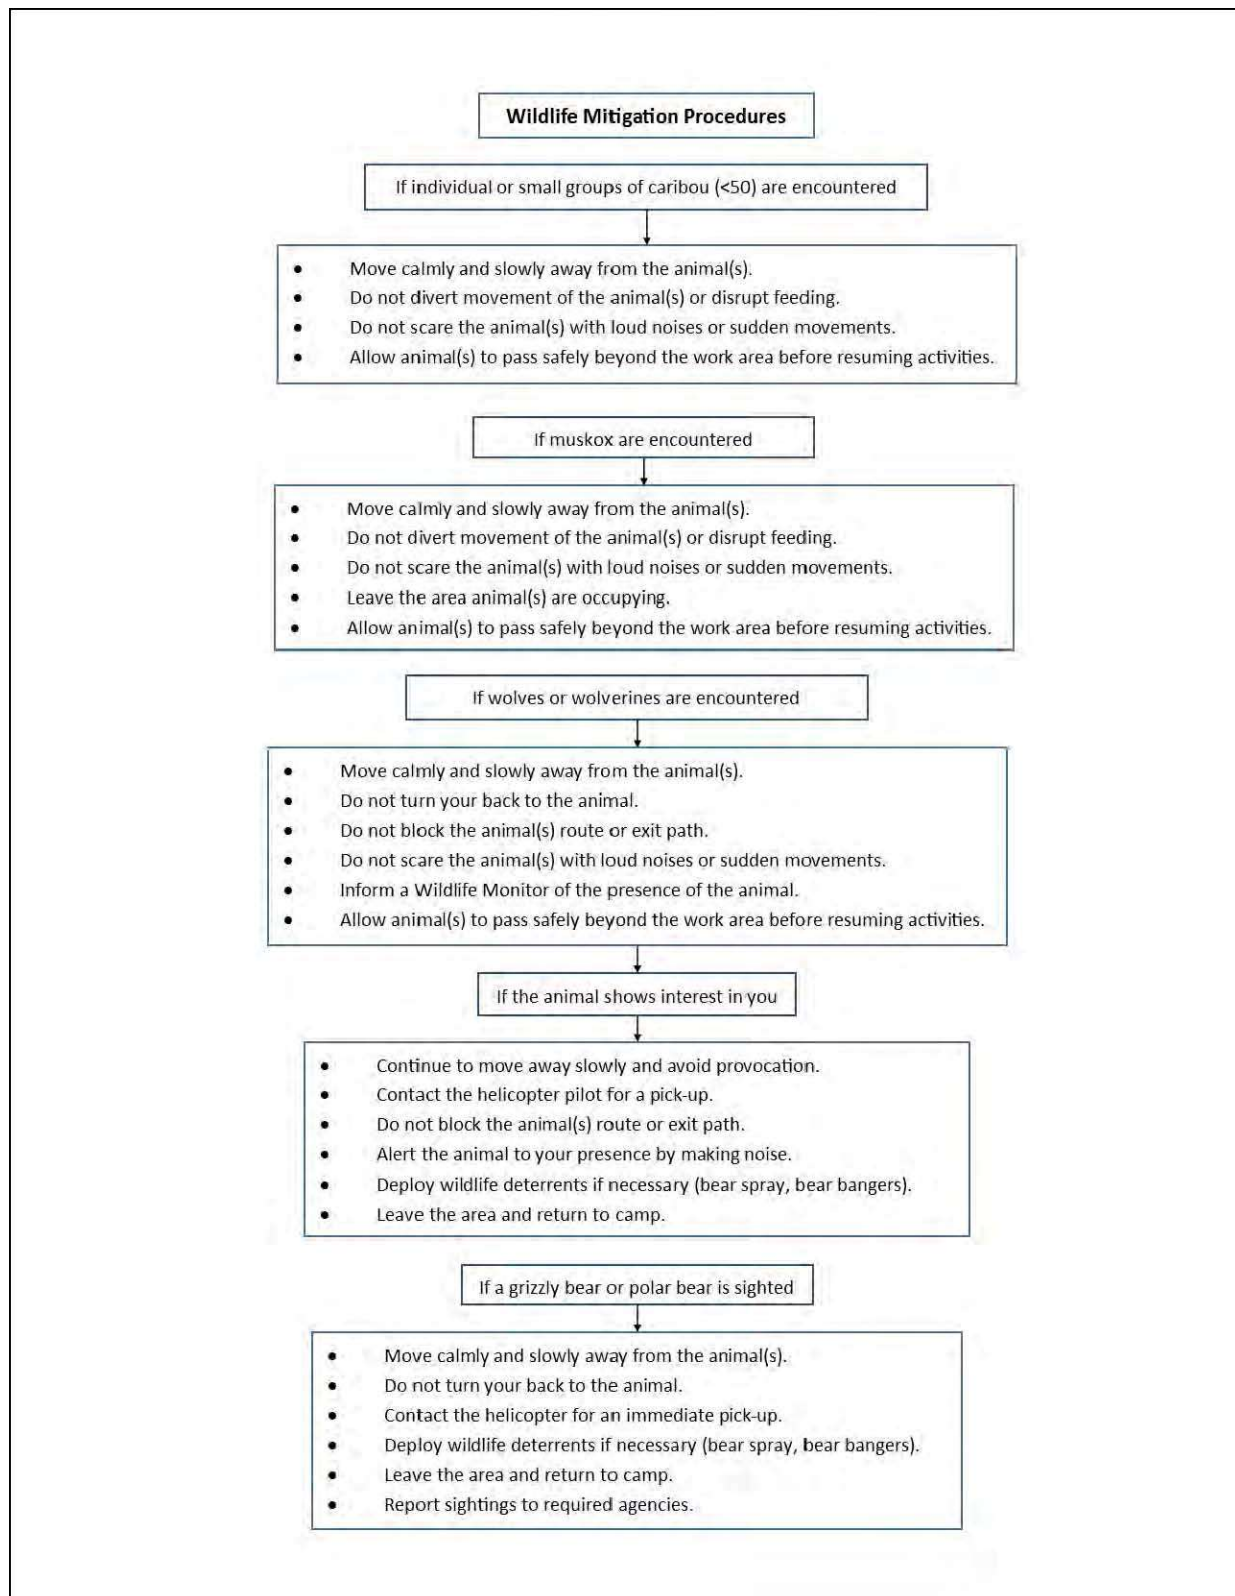 Wildlife Mitigation Procedures
If individual or small groups of caribou (<50) are encountered
• Move calmly and slowly away from the animal(s).
• Do not divert movement of the animal(s) or disrupt feeding.
• Do not scare the animal(s) with loud noises or sudden movements.
• Allow animal(s) to pass safely beyond the work area before resuming activities.
If muskox are encountered
• Move calmly and slowly away from the animal(s).
• Do not divert movement of the animal(s) or disrupt feeding.
• Do not scare the animal(s) with loud noises or sudden movements.
• Leave the area animal(s) are occupying.
• Allow animal(s) to pass safely beyond the work area before resuming activities.
If wolves or wolverines are encountered
• Move calmly and slowly away from the animal(s).
• Do not turn your back to the animal.
• Do not block the animal(s) route or exit path.
• Do not scare the animal(s) with loud noises or sudden movements.
• Inform a Wildlife Monitor of the presence of the animal.
• Allow animal(s) to pass safely beyond the work area before resuming activities.
If the animal shows interest in you
• Continue to move away slowly and avoid provocation.
• Contact the helicopter pilot for a pick-up.
• Do not block the animal(s) route or exit path.
• Alert the animal to your presence by making noise.
• Deploy wildlife deterrents if necessary (bear spray, bear bangers).
• Leave the area and return to camp.
If a grizzly bear or polar bear is sighted
• Move calmly and slowly away from the animal(s).
• Do not turn your back to the animal.
• Contact the helicopter for an immediate pick-up.
• Deploy wildlife deterrents if necessary (bear spray, bear bangers).
• Leave the area and return to camp.
• Report sightings to required agencies.